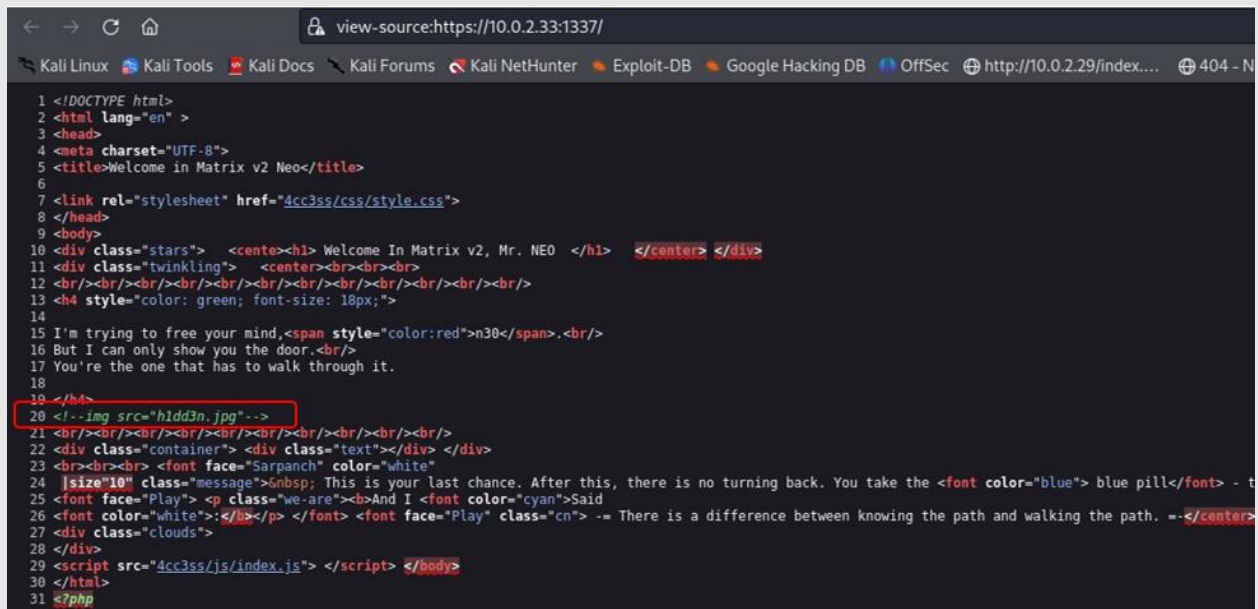 view-source:https://10.0.2.33:1337/
Kali Linux Kali Tools Kali Docs Kali Forums Kali NetHunter Exploit-DB Google Hacking DB OffSec http://10.0.2.29/index.... 404 - N
1 <!DOCTYPE html>
2 <html lang="en" >
3 <head>
4 <meta charset="UTF-8">
5 <title>Welcome in Matrix v2 Neo</title>
6
7 <link rel="stylesheet" href="4cc3ss/css/style.css">
8 </head>
9 <body>
10 <div class="stars">   <cente><h1> Welcome In Matrix v2, Mr. NEO  </h1>   </center> </div>
11 <div class="twinkling">   <center><br><br><br>
12 <br/><br/><br/><br/><br/><br/><br/><br/><br/><br/><br/><br/>
13 <h4 style="color: green; font-size: 18px;">
14
15 I'm trying to free your mind,<span style="color:red">n30</span>.<br/>
16 But I can only show you the door.<br/>
17 You're the one that has to walk through it.
18
19 </h4>
20 <!--img src="h1dd3n.jpg"-->
21 <br/><br/><br/><br/><br/><br/><br/><br/><br/><br/>
22 <div class="container"> <div class="text"></div> </div>
23 <br><br><br> <font face="Sarpanch" color="white"
24  |size"10" class="message">&nbsp; This is your last chance. After this, there is no turning back. You take the <font color="blue"> blue pill</font> - t
25 <font face="Play"> <p class="we-are"><b>And I <font color="cyan">Said
26 <font color="white">:</b></p> </font> <font face="Play" class="cn"> -= There is a difference between knowing the path and walking the path. =-</center>
27 <div class="clouds">
28 </div>
29 <script src="4cc3ss/js/index.js"> </script> </body>
30 </html>
31 <?php